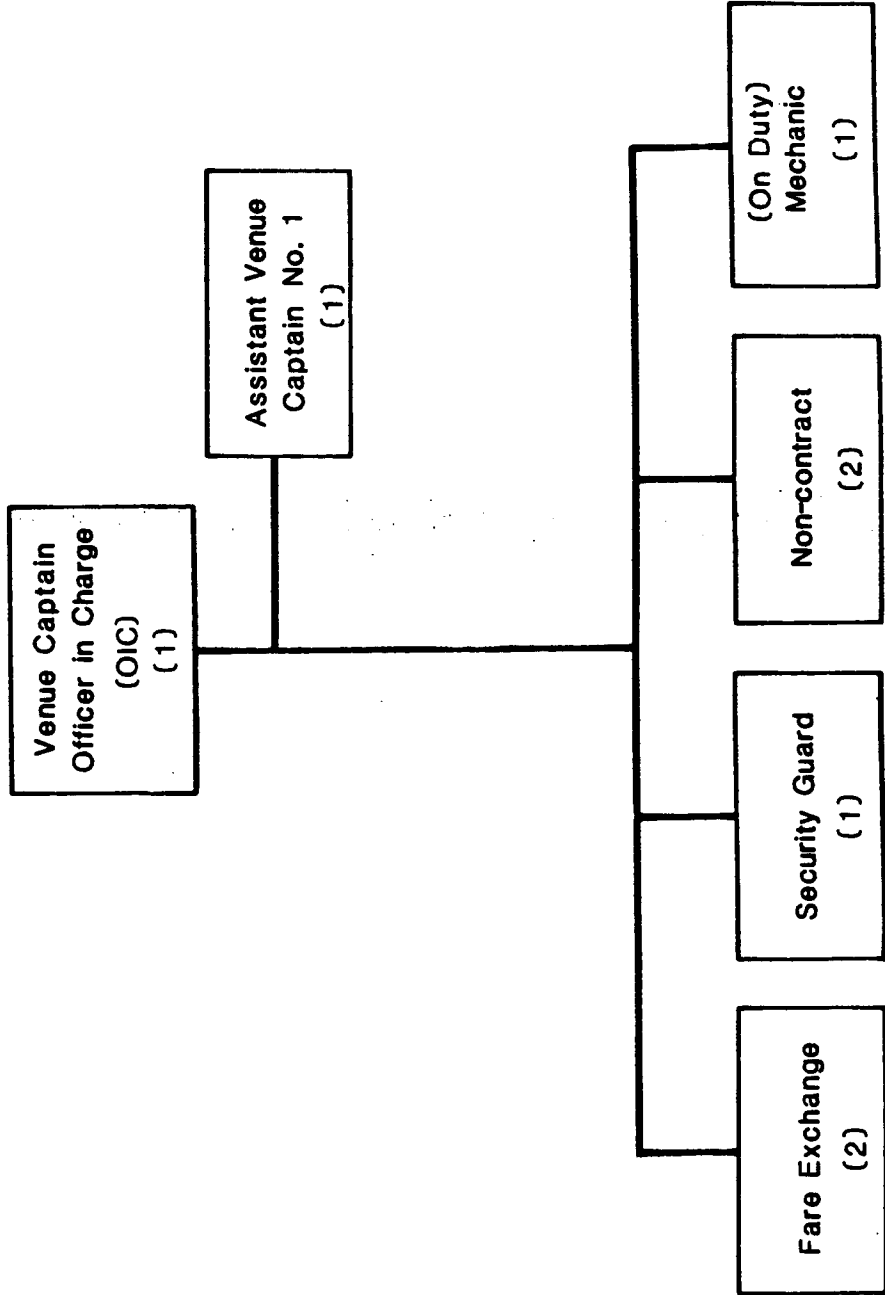 Venue Captain
Officer in Charge
(OIC)
(1)
Assistant Venue
Captain No. 1
(1)
Fare Exchange
(2)
Security Guard
(1)
Non-contract
(2)
(On Duty)
Mechanic
(1)